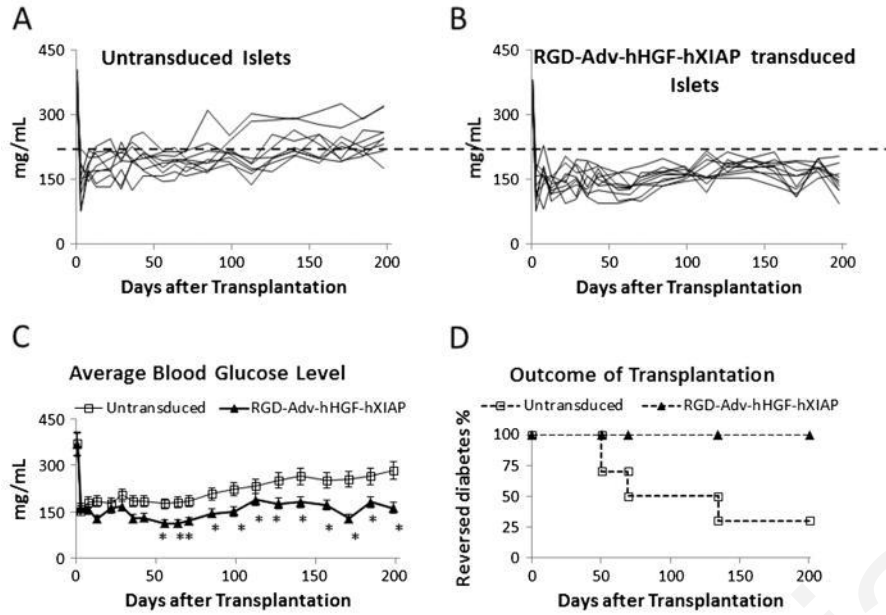 A
450
Untransduced Islets
300
mg/mL
150
0
0
50
100
150
200
Days after Transplantation
B
450
RGD-Adv-hHGF-hXIAP transduced
Islets
300
mg/mL
150
0
0
50
100
150
200
Days after Transplantation
C
Average Blood Glucose Level
Untransduced RGD-Adv-hHGF-hXIAP
450
300
mg/mL
150
0
* ** * * * * * * * * *
0
50
100
150
200
Days after Transplantation
D
Outcome of Transplantation
Untransduced RGD-Adv-hHGF-hXIAP
Reversed diabetes %
100
75
50
25
0
0
50
100
150
200
Days after Transplantation